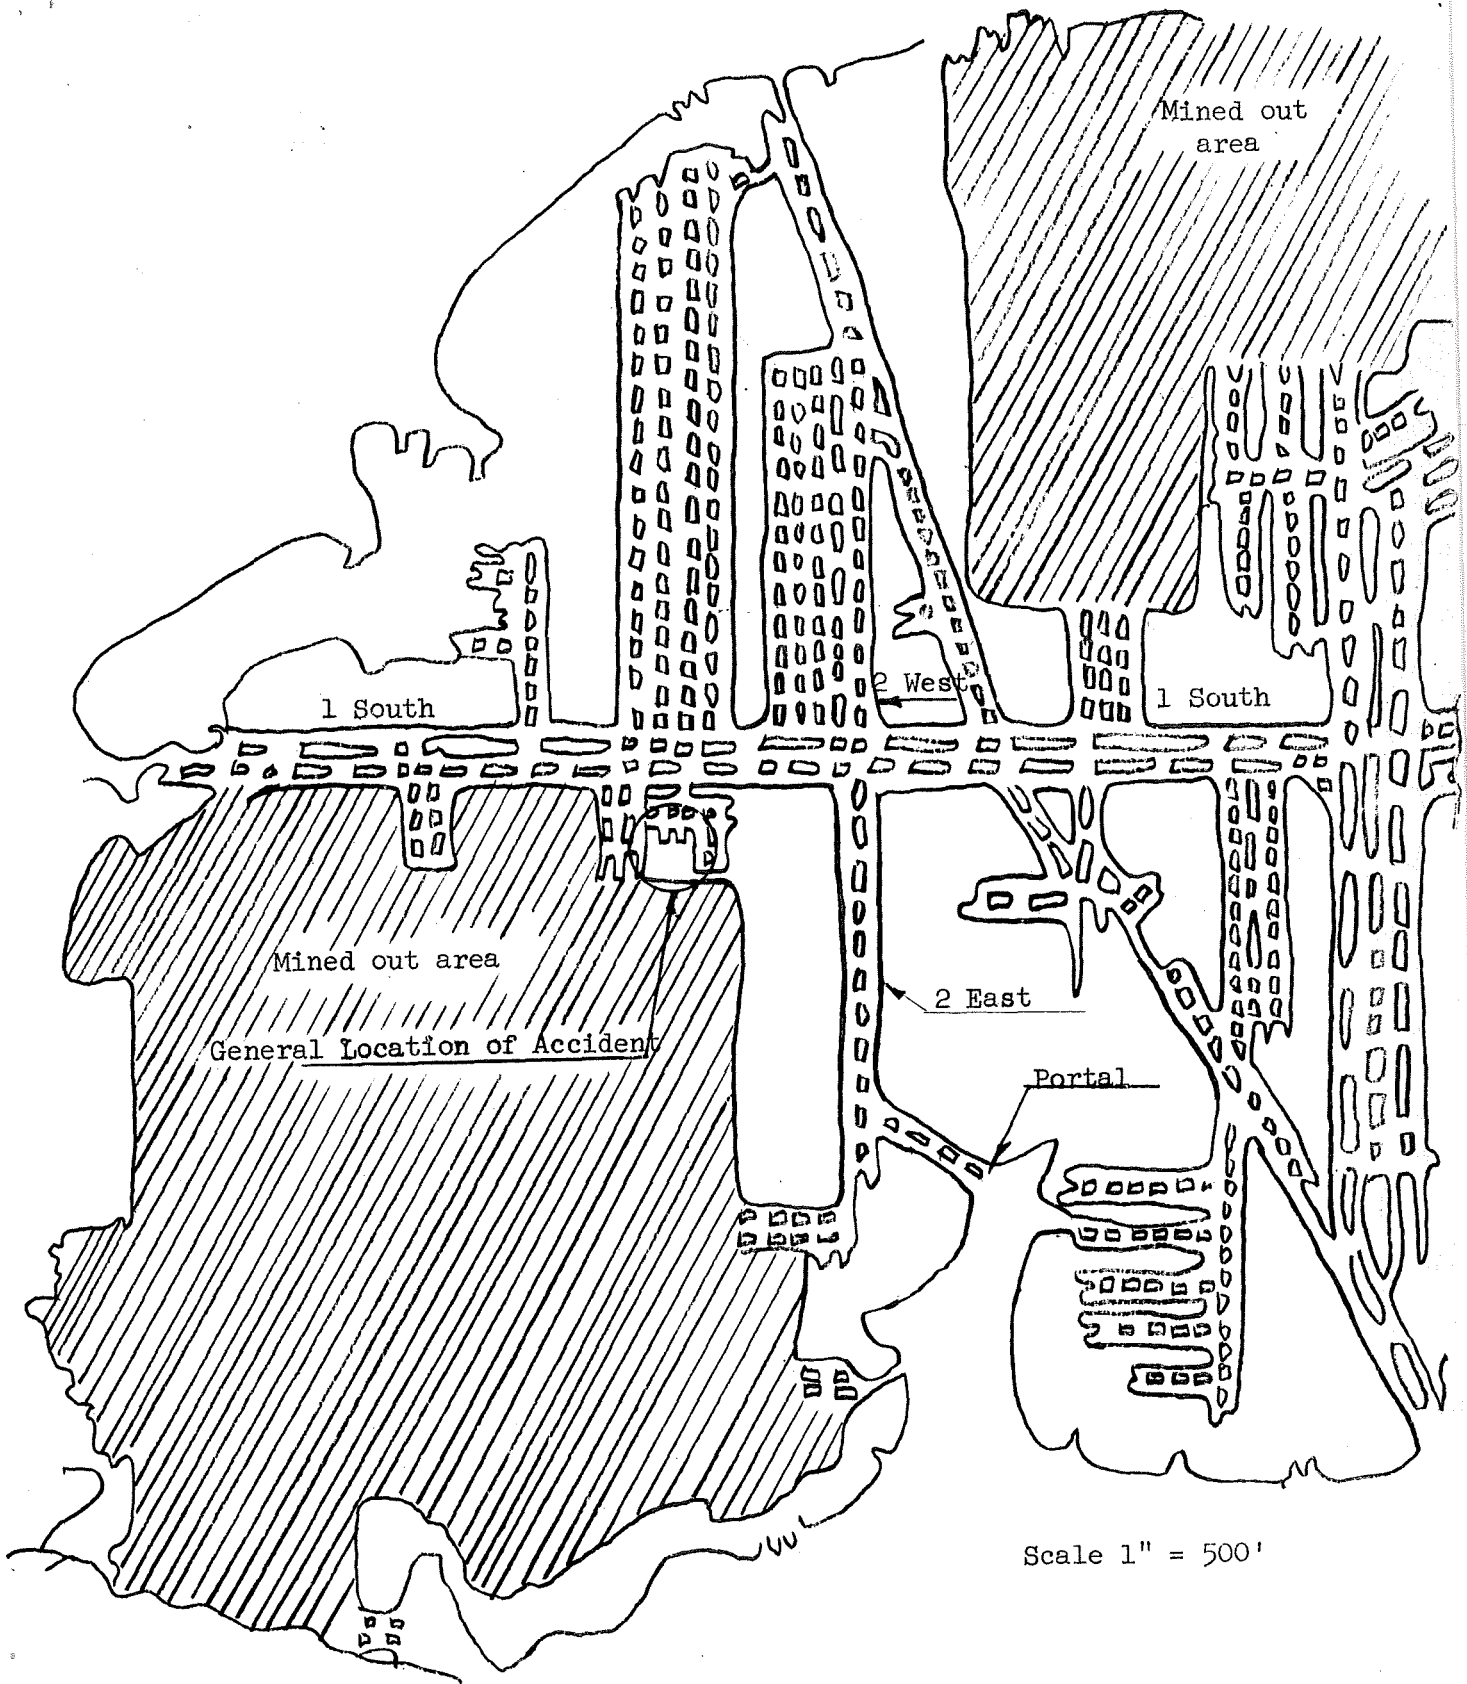 Mined out
area
2 West
1 South
1 South
Mined out area
2 East
General Location of Accident
Portal
Scale 1" = 500'